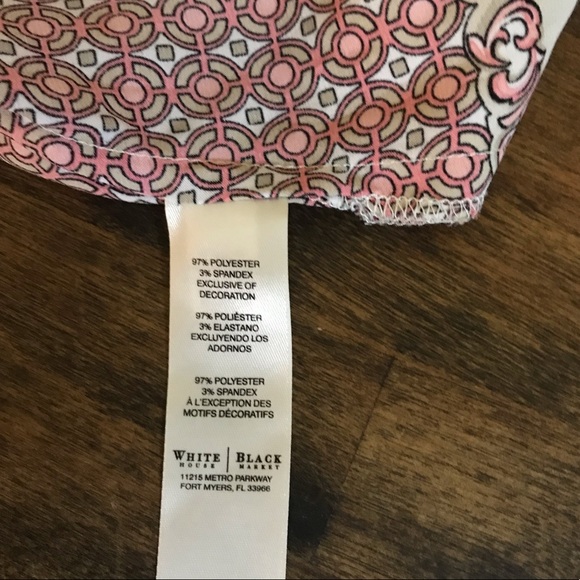 97% POLYESTER
3% SPANDEX
EXCLUSIVE OF
DECORATION
97% POLIÉSTER
3% ELASTANO
EXCLUYENDO LOS
ADORNOS
97% POLYESTER
3% SPANDEX
À L'EXCEPTION DES
MOTIFS DÉCORATIFS
WHITE | BLACK
HOUSE | MARKET
11215 METRO PARKWAY
FORT MYERS, FL 33966